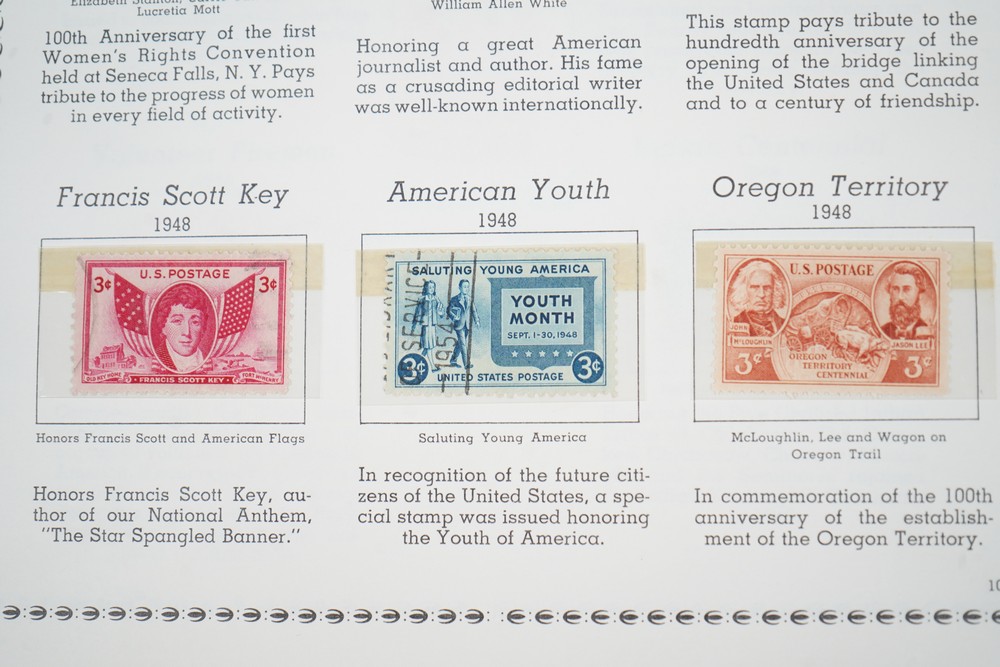 Lucretia Mott
100th Anniversary of the first
Women's Rights Convention
held at Seneca Falls, N. Y. Pays
tribute to the progress of women
in every field of activity.
William Allen White
Honoring a great American
journalist and author. His fame
as a crusading editorial writer
was well-known internationally.
This stamp pays tribute to the
hundredth anniversary of the
opening of the bridge linking
the United States and Canada
and to a century of friendship.
Francis Scott Key
1948
U.S. POSTAGE
3¢ 3¢
OLD KEY HOME
FORT McHENRY
FRANCIS SCOTT KEY
Honors Francis Scott and American Flags
Honors Francis Scott Key, au-
thor of our National Anthem,
"The Star Spangled Banner."
American Youth
1948
SALUTING YOUNG AMERICA
YOUTH
MONTH
SEPT. 1-30, 1948
3¢ 3¢
UNITED STATES POSTAGE
SERVICE
1954
Saluting Young America
In recognition of the future citi-
zens of the United States, a spe-
cial stamp was issued honoring
the Youth of America.
Oregon Territory
1948
U.S. POSTAGE
JOHN
McLOUGHLIN
JASON LEE
3¢ 3¢
OREGON
TERRITORY
CENTENNIAL
McLoughlin, Lee and Wagon on
Oregon Trail
In commemoration of the 100th
anniversary of the establish-
ment of the Oregon Territory.